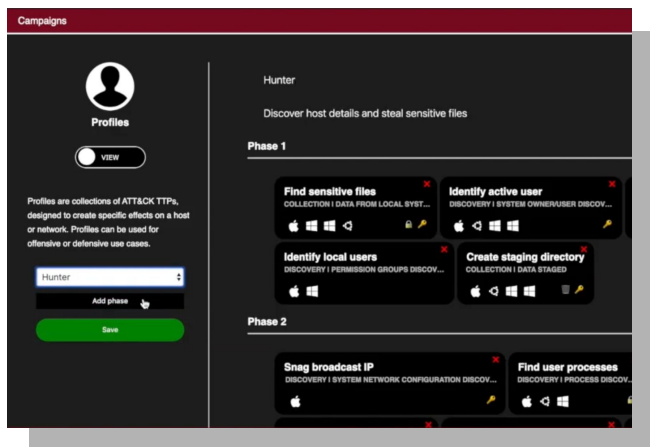 Campaigns
Profiles
VIEW
Profiles are collections of ATT&CK TTPs,
designed to create specific effects on a host
or network. Profiles can be used for
offensive or defensive use cases.
Hunter
Add phase
Save
Hunter
Discover host details and steal sensitive files
Phase 1
Find sensitive files
COLLECTION | DATA FROM LOCAL SYST...
Identify active user
DISCOVERY | SYSTEM OWNER/USER DISCOV...
Identify local users
DISCOVERY | PERMISSION GROUPS DISCOV...
Create staging directory
COLLECTION | DATA STAGED
Phase 2
Snag broadcast IP
DISCOVERY | SYSTEM NETWORK CONFIGURATION DISCOV...
Find user processes
DISCOVERY | PROCESS DISCOV..